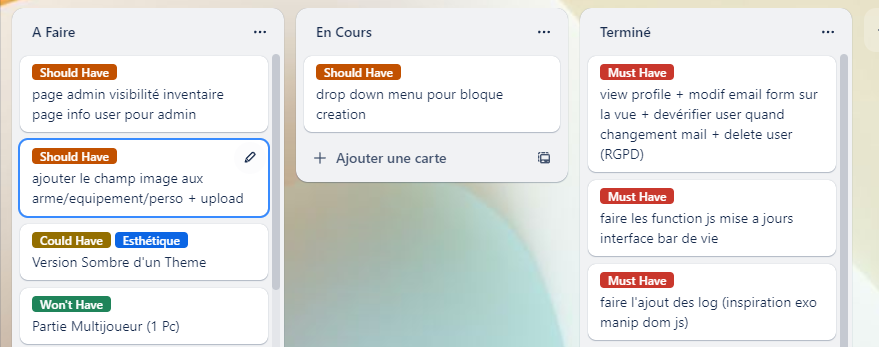 A Faire
Should Have
page admin visibilité inventaire
page info user pour admin
Should Have
ajouter le champ image aux
arme/equipement/perso + upload
Could Have
Esthétique
Version Sombre d'un Theme
Won't Have
Partie Multijoueur (1 Pc)
En Cours
Should Have
drop down menu pour bloque
creation
+ Ajouter une carte
Terminé
Must Have
view profile + modif email form sur
la vue + devérifier user quand
changement mail + delete user
(RGPD)
Must Have
faire les function js mise a jours
interface bar de vie
Must Have
faire l'ajout des log (inspiration exo
manip dom js)